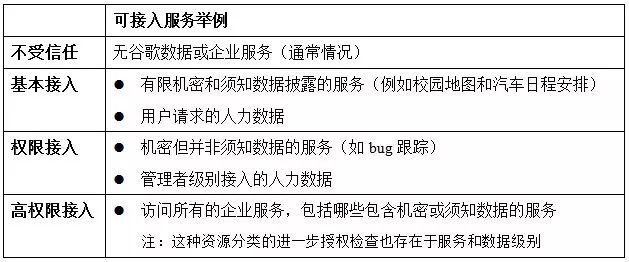 可接入服务举例
不受信任 无谷歌数据或企业服务（通常情况）
基本接入 ● 有限机密和须知数据披露的服务（例如校园地图和汽车日程安排）
● 用户请求的人力数据
权限接入 ● 机密但并非须知数据的服务（如 bug 跟踪）
● 管理者级别接入的人力数据
高权限接入 ● 访问所有的企业服务，包括哪些包含机密或须知数据的服务
注：这种资源分类的进一步授权检查也存在于服务和数据级别